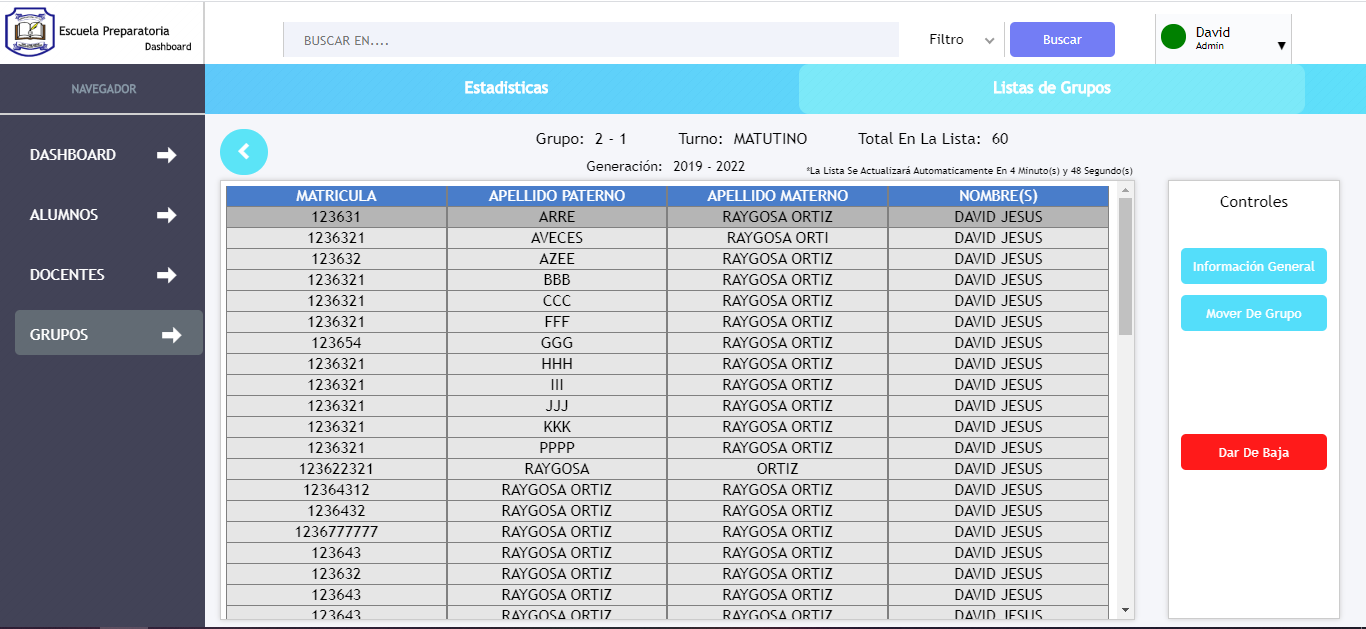 Escuela Preparatoria
Dashboard
BUSCAR EN....
Filtro
Buscar
David
Admin
NAVEGADOR
Estadísticas
Listas de Grupos
DASHBOARD
ALUMNOS
DOCENTES
GRUPOS
Grupo: 2 - 1 Turno: MATUTINO Total En La Lista: 60
Generación: 2019 - 2022
*La Lista Se Actualizará Automaticamente En 4 Minuto(s) y 48 Segundo(s)
MATRICULA APELLIDO PATERNO APELLIDO MATERNO NOMBRE(S)
123631 ARRE RAYGOSA ORTIZ DAVID JESUS
1236321 AVECES RAYGOSA ORTI DAVID JESUS
123632 AZEE RAYGOSA ORTIZ DAVID JESUS
1236321 BBB RAYGOSA ORTIZ DAVID JESUS
1236321 CCC RAYGOSA ORTIZ DAVID JESUS
1236321 FFF RAYGOSA ORTIZ DAVID JESUS
123654 GGG RAYGOSA ORTIZ DAVID JESUS
1236321 HHH RAYGOSA ORTIZ DAVID JESUS
1236321 III RAYGOSA ORTIZ DAVID JESUS
1236321 JJJ RAYGOSA ORTIZ DAVID JESUS
1236321 KKK RAYGOSA ORTIZ DAVID JESUS
1236321 PPPP RAYGOSA ORTIZ DAVID JESUS
123622321 RAYGOSA ORTIZ DAVID JESUS
12364312 RAYGOSA ORTIZ RAYGOSA ORTIZ DAVID JESUS
1236432 RAYGOSA ORTIZ RAYGOSA ORTIZ DAVID JESUS
1236777777 RAYGOSA ORTIZ RAYGOSA ORTIZ DAVID JESUS
123643 RAYGOSA ORTIZ RAYGOSA ORTIZ DAVID JESUS
123632 RAYGOSA ORTIZ RAYGOSA ORTIZ DAVID JESUS
123643 RAYGOSA ORTIZ RAYGOSA ORTIZ DAVID JESUS
123643 RAYGOSA ORTIZ RAYGOSA ORTIZ DAVID JESUS
Controles
Información General
Mover De Grupo
Dar De Baja